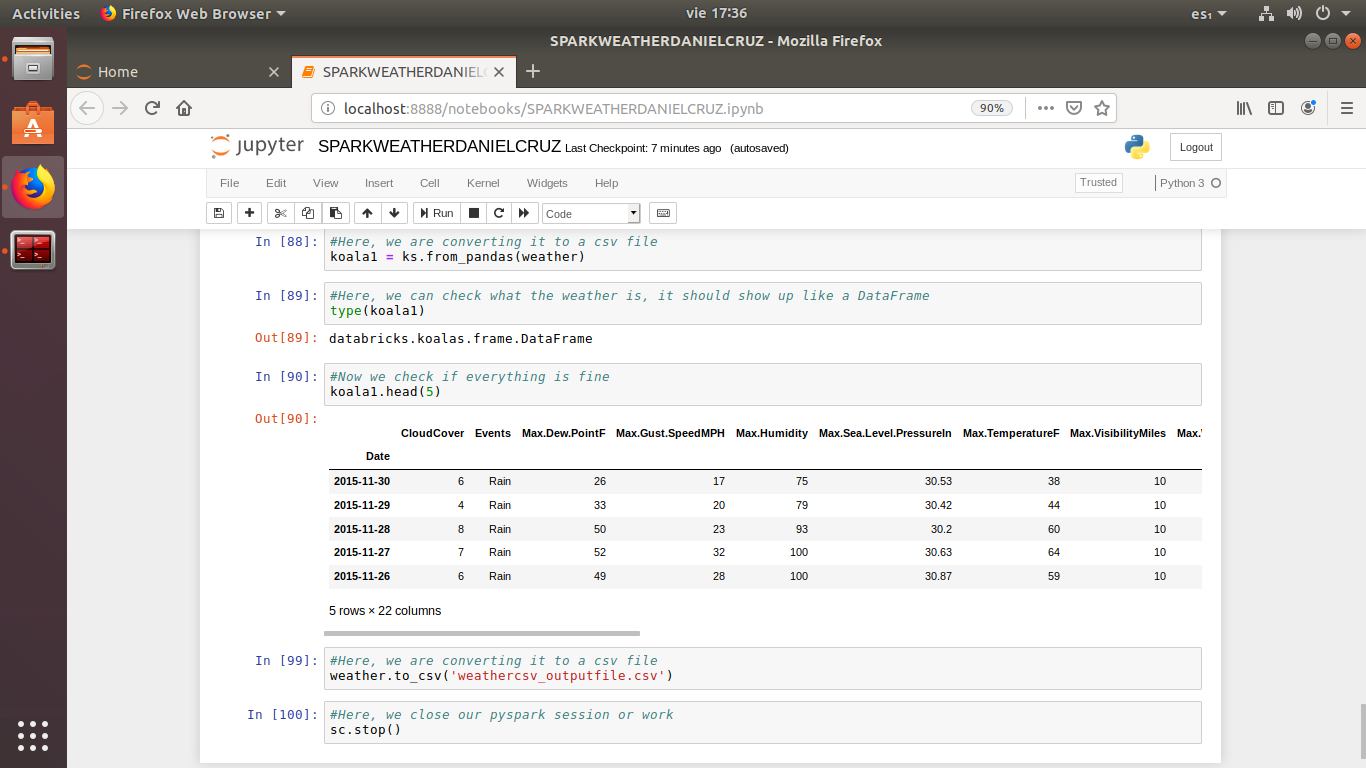 Activities Firefox Web Browser vie 17:36 es₁
SPARKWEATHERDANIELCRUZ - Mozilla Firefox
Home SPARKWEATHERDANIELC
localhost:8888/notebooks/SPARKWEATHERDANIELCRUZ.ipynb 90%
jupyter SPARKWEATHERDANIELCRUZ Last Checkpoint: 7 minutes ago (autosaved) Logout
File Edit View Insert Cell Kernel Widgets Help Trusted Python 3
Run Code
In [88]: #Here, we are converting it to a csv file
koala1 = ks.from_pandas(weather)
In [89]: #Here, we can check what the weather is, it should show up like a DataFrame
type(koala1)
Out[89]: databricks.koalas.frame.DataFrame
In [90]: #Now we check if everything is fine
koala1.head(5)
Out[90]:
CloudCover Events Max.Dew.PointF Max.Gust.SpeedMPH Max.Humidity Max.Sea.Level.PressureIn Max.TemperatureF Max.VisibilityMiles Max.
Date
2015-11-30 6 Rain 26 17 75 30.53 38 10
2015-11-29 4 Rain 33 20 79 30.42 44 10
2015-11-28 8 Rain 50 23 93 30.2 60 10
2015-11-27 7 Rain 52 32 100 30.63 64 10
2015-11-26 6 Rain 49 28 100 30.87 59 10
5 rows × 22 columns
In [99]: #Here, we are converting it to a csv file
weather.to_csv('weathercsv_outputfile.csv')
In [100]: #Here, we close our pyspark session or work
sc.stop()